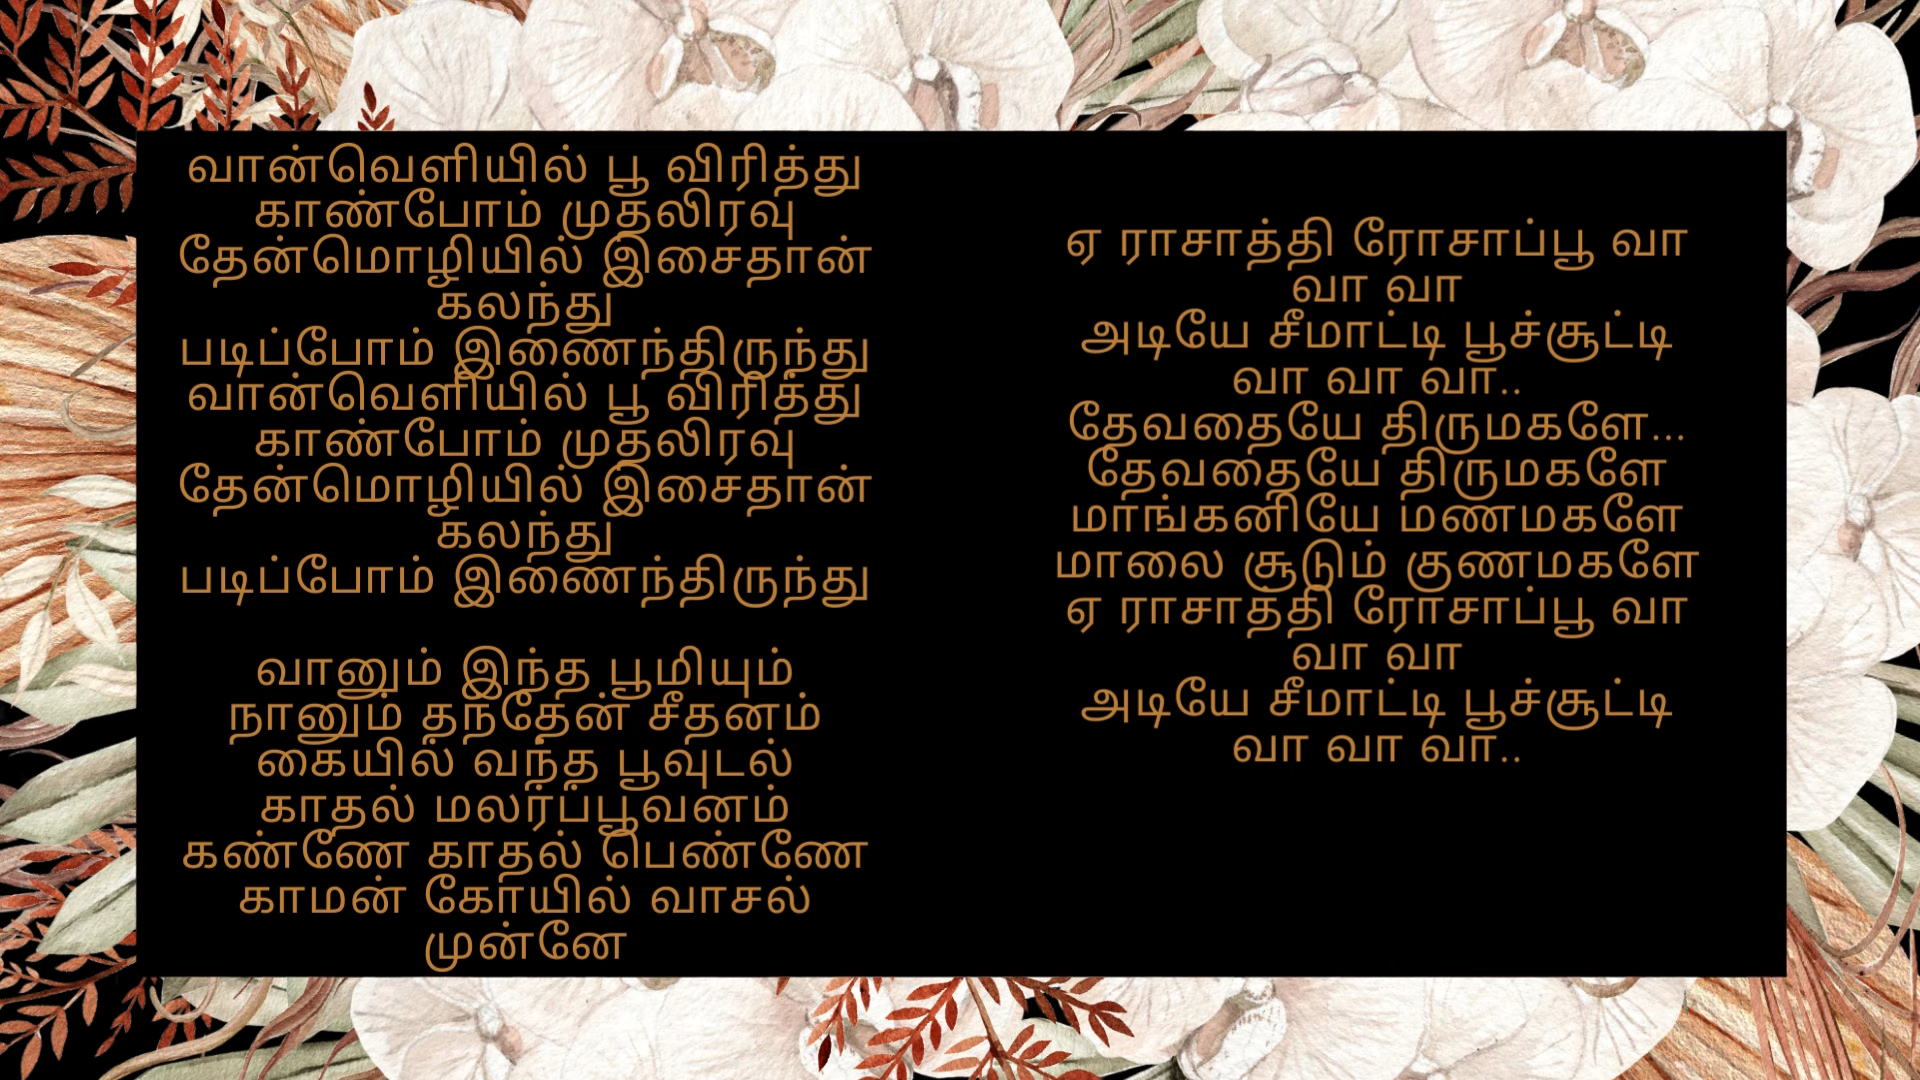 வான்வெளியில் பூ விரித்து
காண்போம் முதலிரவு
தேன்மொழியில் இசைதான்
கலந்து
படிப்போம் இணைந்திருந்து
வான்வெளியில் பூ விரித்து
காண்போம் முதலிரவு
தேன்மொழியில் இசைதான்
கலந்து
படிப்போம் இணைந்திருந்து
வானும் இந்த பூமியும்
நானும் தந்தேன் சீதனம்
கையில் வந்த பூவுடல்
காதல் மலர்ப்பூவனம்
கண்ணே காதல் பெண்ணே
காமன் கோயில் வாசல்
முன்னே
ஏ ராசாத்தி ரோசாப்பூ வா
வா வா
அடியே சீமாட்டி பூச்சூட்டி
வா வா வா..
தேவதையே திருமகளே...
தேவதையே திருமகளே
மாங்கனியே மணமகளே
மாலை சூடும் குணமகளே
ஏ ராசாத்தி ரோசாப்பூ வா
வா வா
அடியே சீமாட்டி பூச்சூட்டி
வா வா வா..